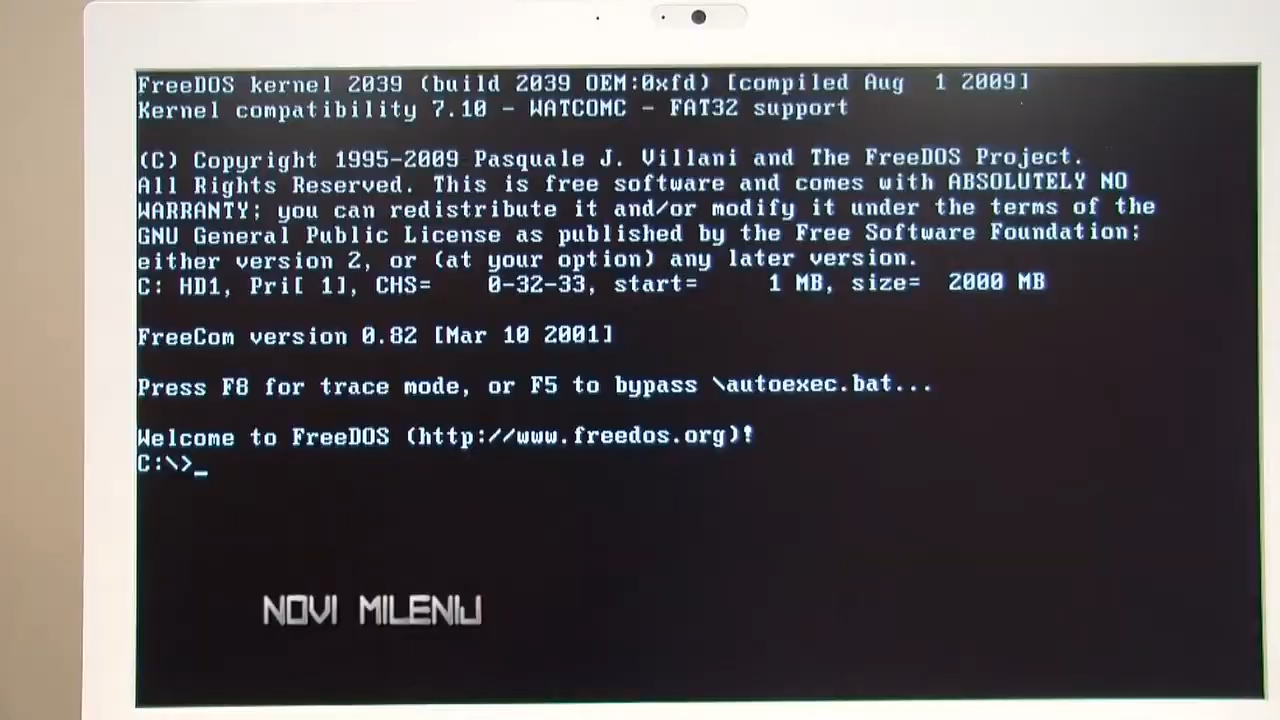 FreeDOS kernel 2039 (build 2039 OEM:0xfd) [compiled Aug  1 2009]
Kernel compatibility 7.10 - WATCOMC - FAT32 support
(C) Copyright 1995-2009 Pasquale J. Villani and The FreeDOS Project.
All Rights Reserved. This is free software and comes with ABSOLUTELY NO
WARRANTY; you can redistribute it and/or modify it under the terms of the
GNU General Public License as published by the Free Software Foundation;
either version 2, or (at your option) any later version.
C: HD1, Pri[ 1], CHS=    0-32-33, start=     1 MB, size=  2000 MB
FreeCom version 0.82 [Mar 10 2001]
Press F8 for trace mode, or F5 to bypass \autoexec.bat...
Welcome to FreeDOS (http://www.freedos.org)!
C:\>_
NOVI MILENIJ